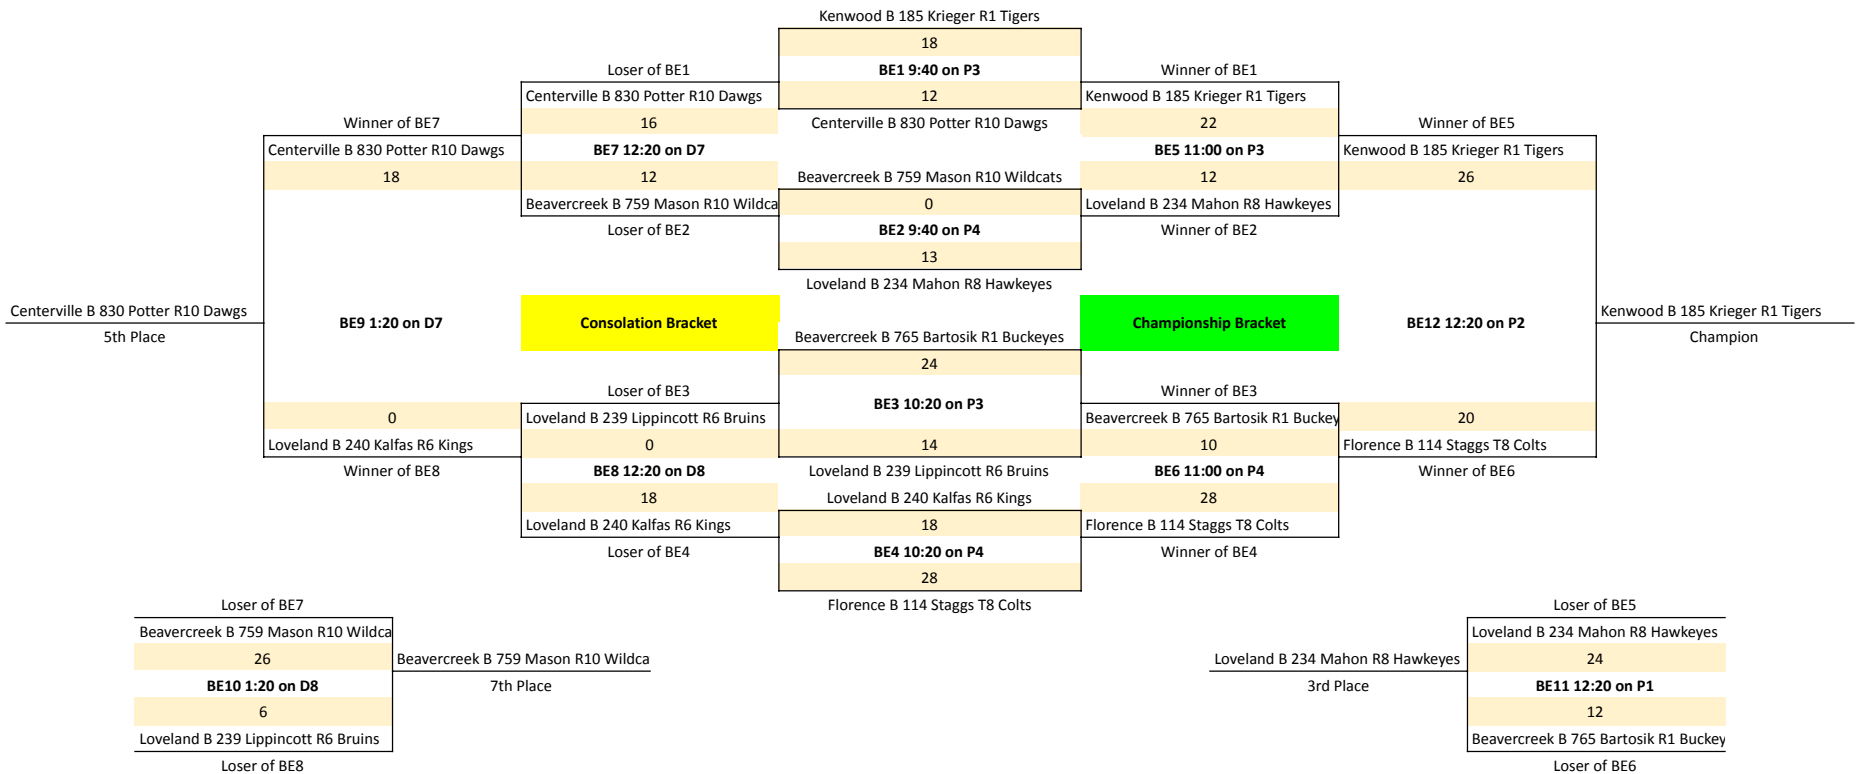 Kenwood B 185 Krieger R1 Tigers
18
Loser of BE1
BE1 9:40 on P3
Winner of BE1
Centerville B 830 Potter R10 Dawgs
12
Kenwood B 185 Krieger R1 Tigers
Winner of BE7
16
Centerville B 830 Potter R10 Dawgs
22
Winner of BE5
Centerville B 830 Potter R10 Dawgs
BE7 12:20 on D7
BE5 11:00 on P3
Kenwood B 185 Krieger R1 Tigers
18
12
Beavercreek B 759 Mason R10 Wildcats
12
26
Beavercreek B 759 Mason R10 Wildca
0
Loveland B 234 Mahon R8 Hawkeyes
Loser of BE2
BE2 9:40 on P4
Winner of BE2
13
Loveland B 234 Mahon R8 Hawkeyes
Centerville B 830 Potter R10 Dawgs
5th Place
BE9 1:20 on D7
Consolation Bracket
Championship Bracket
BE12 12:20 on P2
Kenwood B 185 Krieger R1 Tigers
Champion
Beavercreek B 765 Bartosik R1 Buckeyes
24
Loser of BE3
BE3 10:20 on P3
Winner of BE3
0
Loveland B 239 Lippincott R6 Bruins
Beavercreek B 765 Bartosik R1 Buckey
20
Loveland B 240 Kalfas R6 Kings
0
14
10
Florence B 114 Staggs T8 Colts
Winner of BE8
BE8 12:20 on D8
Loveland B 239 Lippincott R6 Bruins
BE6 11:00 on P4
Winner of BE6
18
Loveland B 240 Kalfas R6 Kings
28
Loveland B 240 Kalfas R6 Kings
18
Florence B 114 Staggs T8 Colts
Loser of BE4
BE4 10:20 on P4
Winner of BE4
28
Florence B 114 Staggs T8 Colts
Loser of BE7
Beavercreek B 759 Mason R10 Wildca
26
Beavercreek B 759 Mason R10 Wildca
BE10 1:20 on D8
7th Place
6
Loveland B 239 Lippincott R6 Bruins
Loser of BE8
Loser of BE5
Loveland B 234 Mahon R8 Hawkeyes
Loveland B 234 Mahon R8 Hawkeyes
24
3rd Place
BE11 12:20 on P1
12
Beavercreek B 765 Bartosik R1 Buckey
Loser of BE6